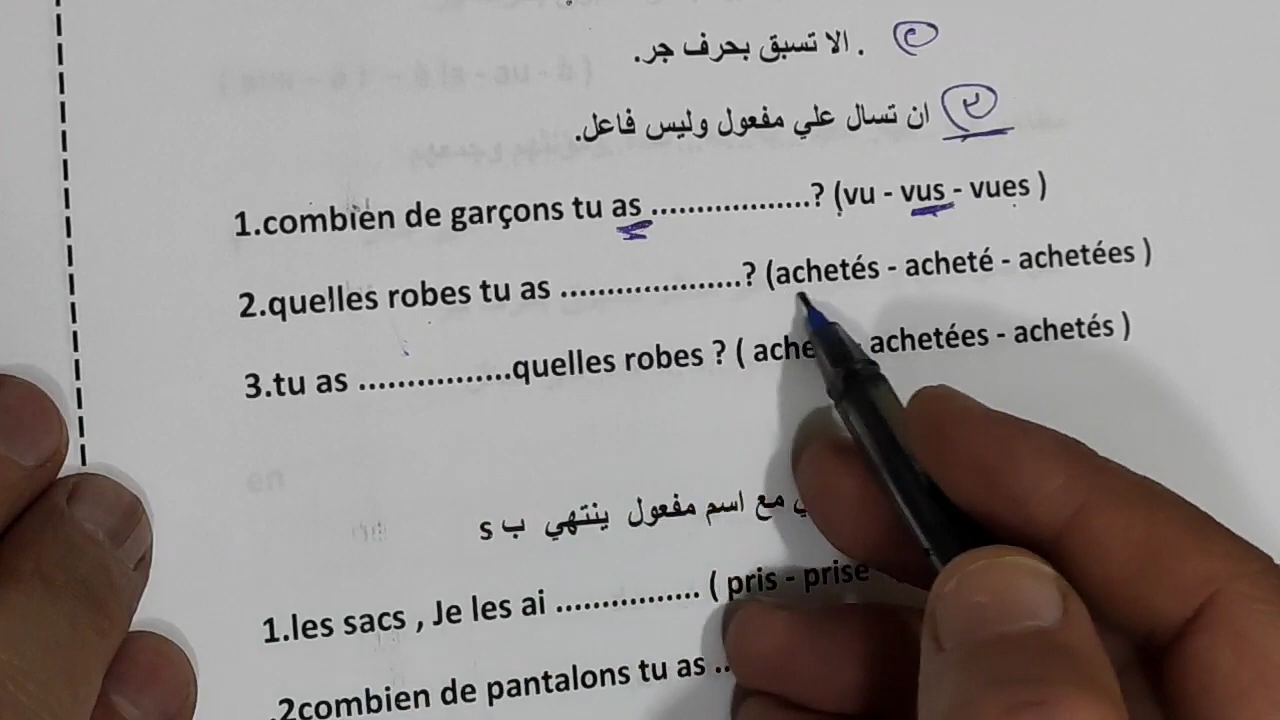 ٣ . الا تسبق بحرف جر.
٢ ان تسال علي مفعول وليس فاعل.
1.combien de garçons tu as ..................? (vu - vus - vues )
2.quelles robes tu as ....................? (achetés - acheté - achetées )
3.tu as ................quelles robes ? ( ache - achetées - achetés )
مع اسم مفعول ينتهي ب s
1.les sacs , Je les ai ................ ( pris - prise
.2combien de pantalons tu as ..